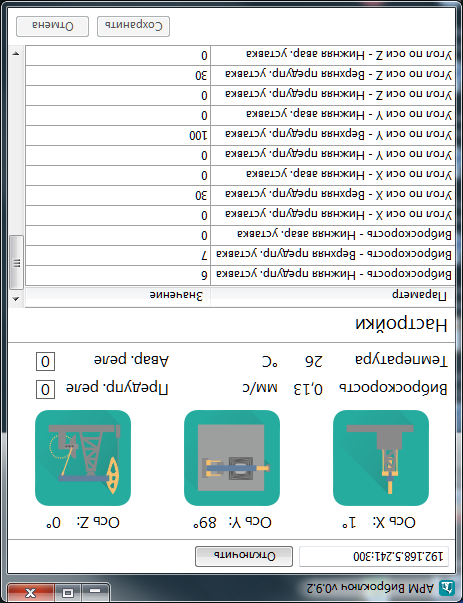 АРМ Виброключ v0.9.2
192.168.5.241:300 Отключить
Ось X: 1° Ось Y: 89° Ось Z: 0°
Виброскорость 0,13 мм/с Предупр. реле 0
Температура 26 °C Авар. реле 0
Настройки
Параметр Значение
Виброскорость - Нижняя предупр. уставка 6
Виброскорость - Верхняя предупр. уставка 7
Виброскорость - Нижняя авар. уставка 0
Угол по оси X - Нижняя предупр. уставка 0
Угол по оси X - Верхняя предупр. уставка 30
Угол по оси X - Нижняя авар. уставка 0
Угол по оси Y - Нижняя предупр. уставка 0
Угол по оси Y - Верхняя предупр. уставка 100
Угол по оси Y - Нижняя авар. уставка 0
Угол по оси Z - Нижняя предупр. уставка 0
Угол по оси Z - Верхняя предупр. уставка 30
Угол по оси Z - Нижняя авар. уставка 0
Сохранить Отмена